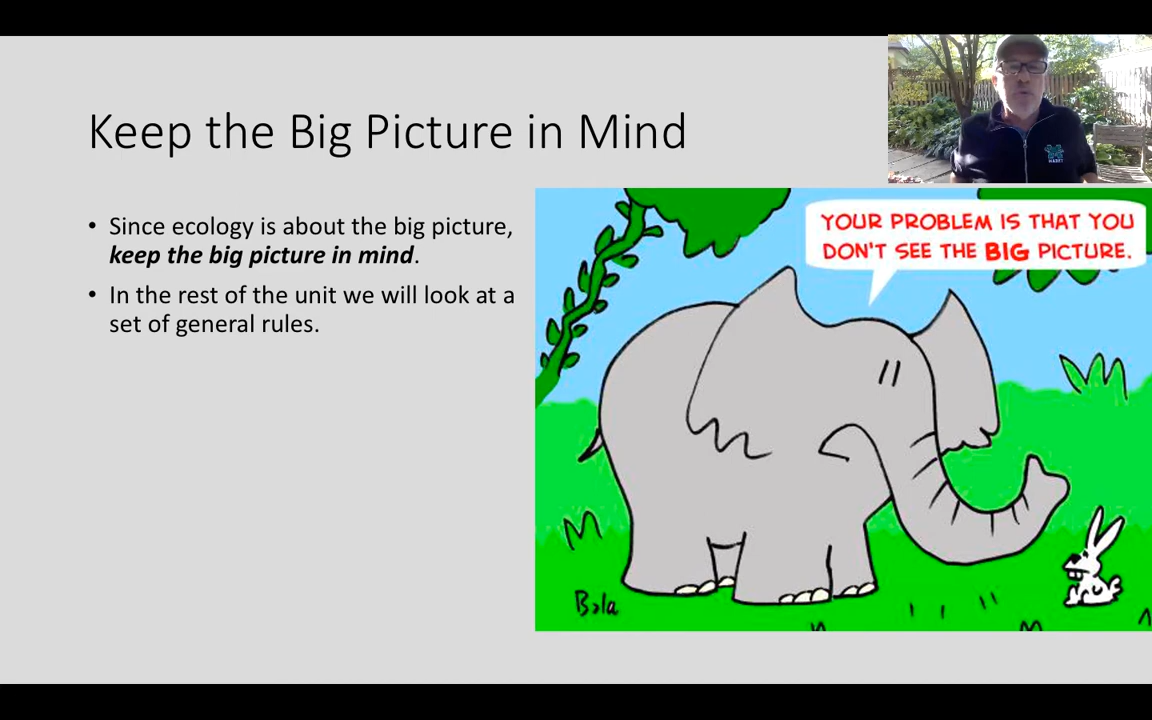 Keep the Big Picture in Mind
• Since ecology is about the big picture,
keep the big picture in mind.
• In the rest of the unit we will look at a
set of general rules.
YOUR PROBLEM IS THAT YOU
DON'T SEE THE BIG PICTURE.
Bala